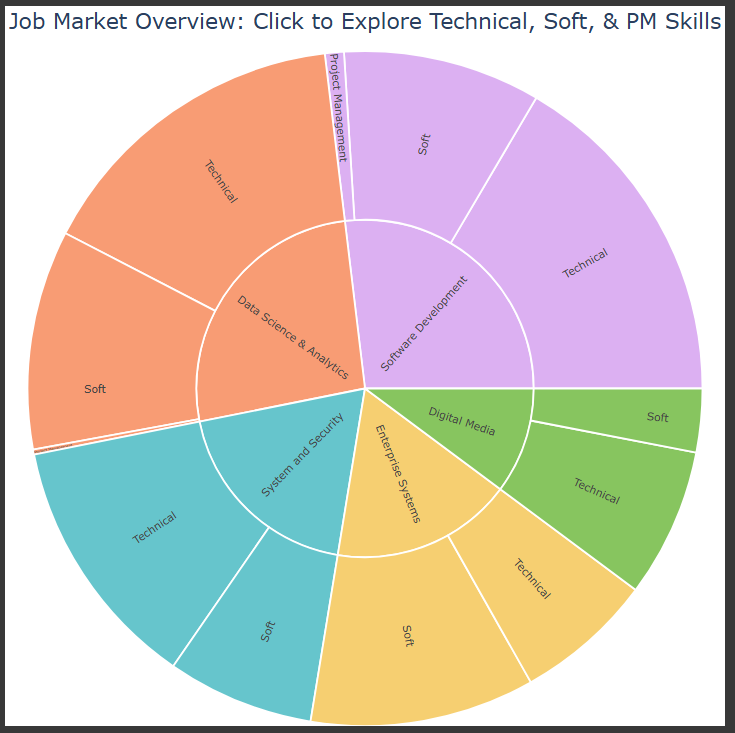 Job Market Overview: Click to Explore Technical, Soft, & PM Skills
Project Management
Soft
Technical
Technical
Software Development
Data Science & Analytics
Soft
Digital Media
Soft
System and Security
Enterprise Systems
Technical
Technical
Technical
Soft
Soft